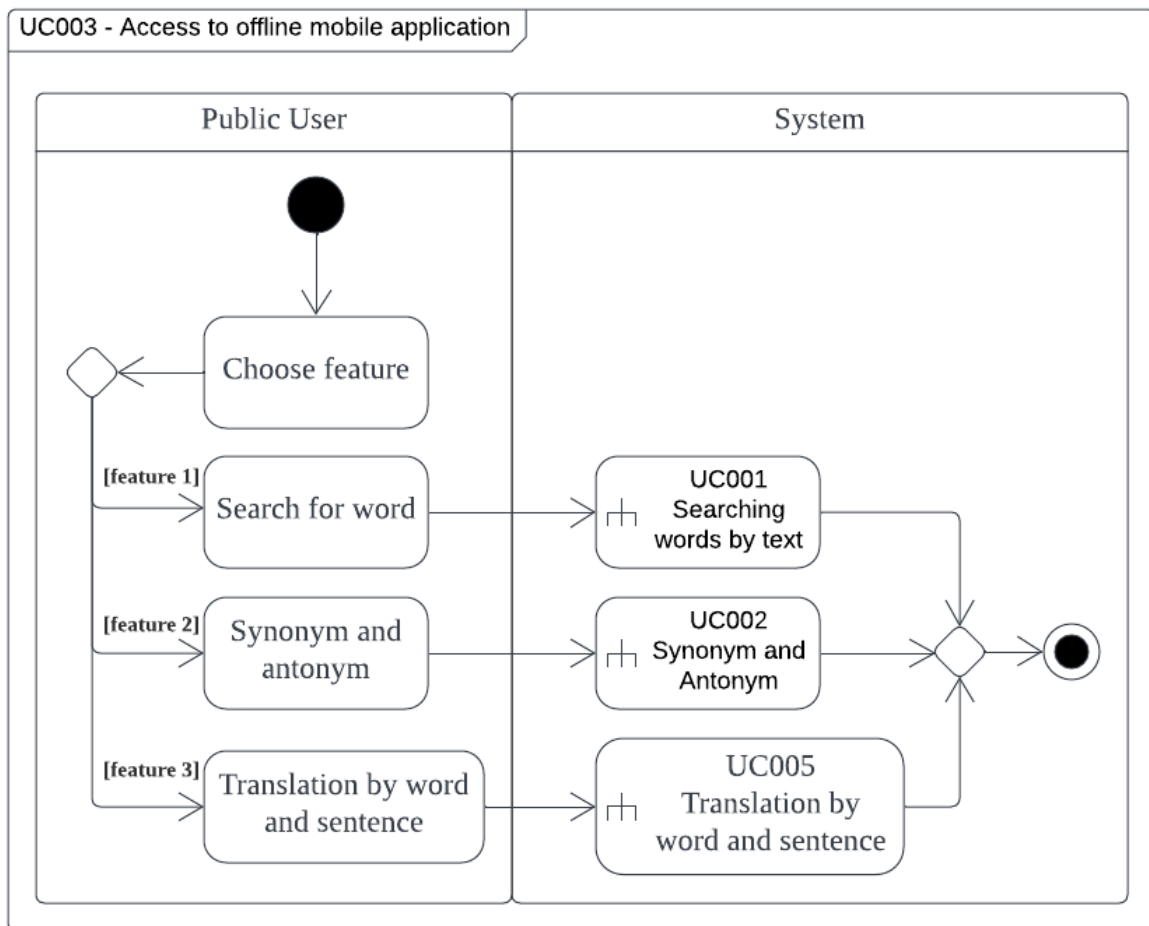 UC003 - Access to offline mobile application
Public User
System
Choose feature
[feature 1]
Search for word
UC001
Searching
words by text
[feature 2]
Synonym and
antonym
UC002
Synonym and
Antonym
[feature 3]
Translation by word
and sentence
UC005
Translation by
word and sentence